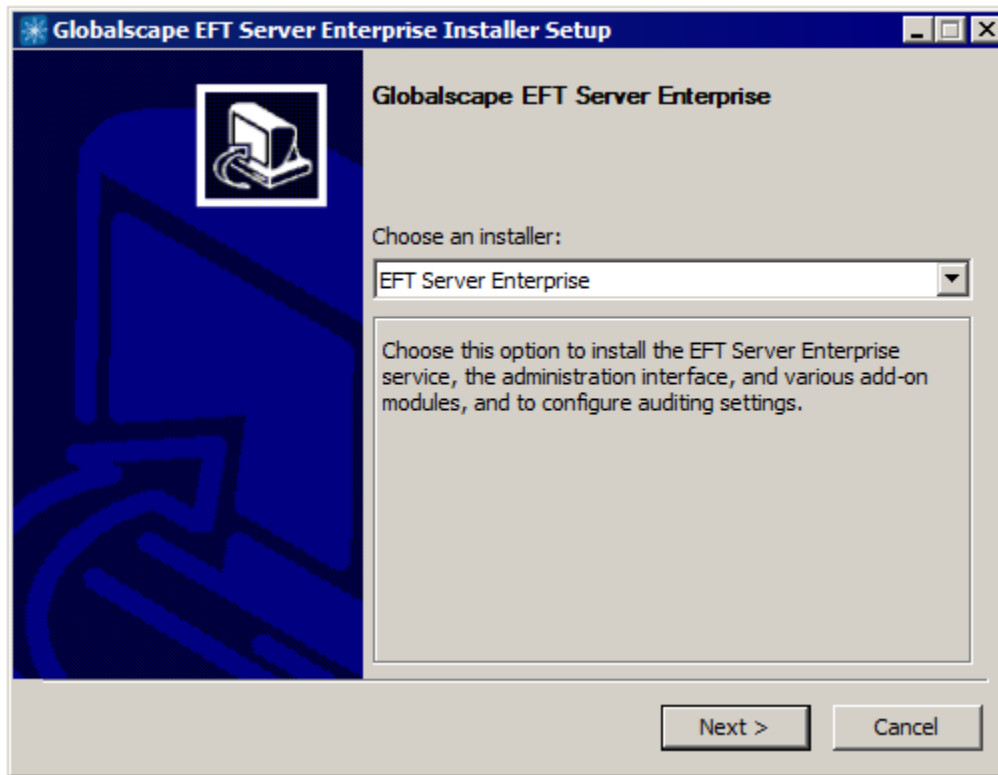 Globalscape EFT Server Enterprise Installer Setup
Globalscape EFT Server Enterprise
Choose an installer:
EFT Server Enterprise
Choose this option to install the EFT Server Enterprise
service, the administration interface, and various add-on
modules, and to configure auditing settings.
Next >
Cancel